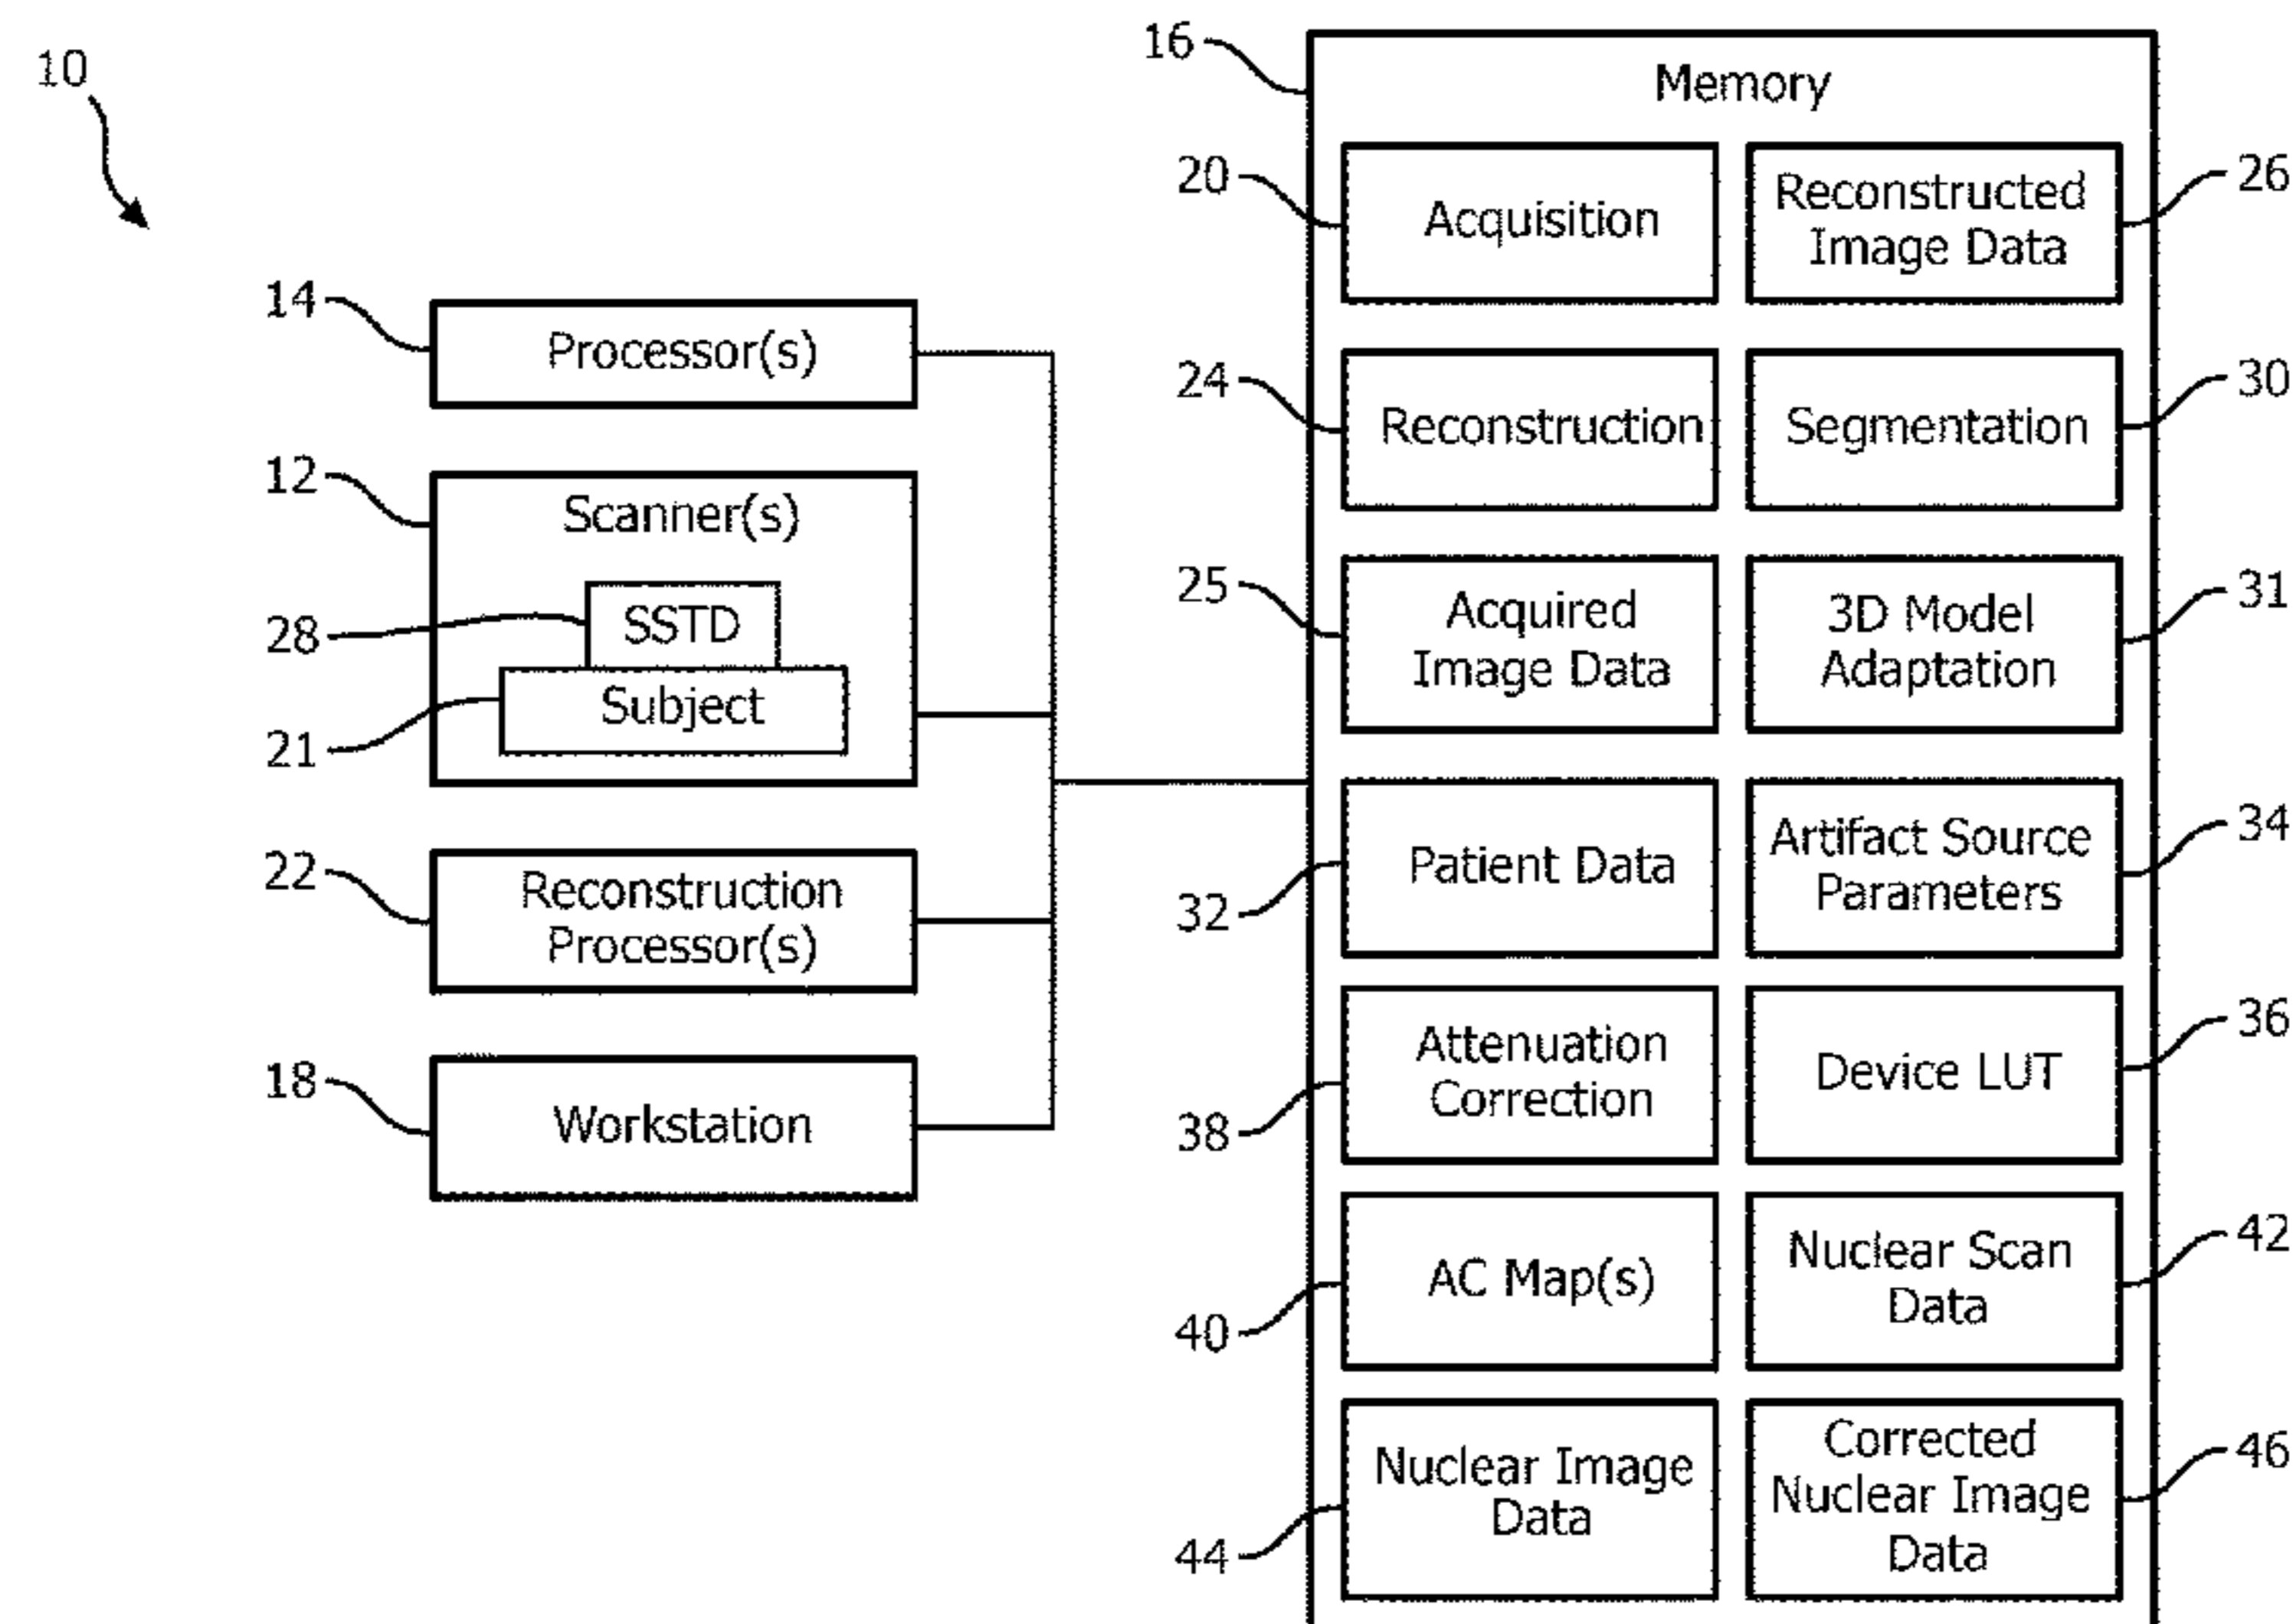 10
14
Processor(s)
12
Scanner(s)
28
SSTD
21
Subject
22
Reconstruction
Processor(s)
18
Workstation
16
Memory
20
Acquisition
Reconstructed
Image Data
26
24
Reconstruction
Segmentation
30
25
Acquired
Image Data
3D Model
Adaptation
31
32
Patient Data
Artifact Source
Parameters
34
38
Attenuation
Correction
Device LUT
36
40
AC Map(s)
Nuclear Scan
Data
42
44
Nuclear Image
Data
Corrected
Nuclear Image
Data
46